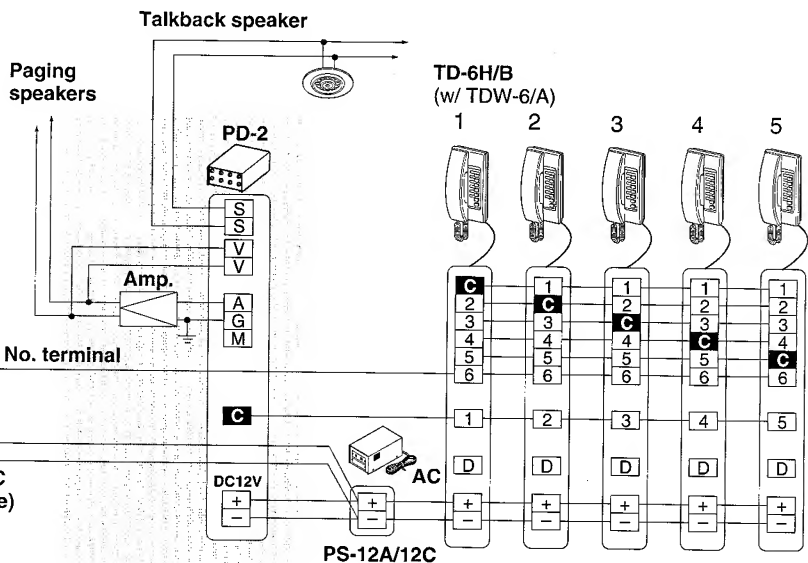 Talkback speaker
Paging
speakers
TD-6H/B
(w/ TDW-6/A)
1 2 3 4 5
PD-2
S
S
V
V
Amp.
A
G
M
No. terminal
C
C
e)
DC12V
+
−
AC
+
−
PS-12A/12C
C
2
3
4
5
6
1
D
+
−
1
C
3
4
5
6
2
D
+
−
1
2
C
4
5
6
3
D
+
−
1
2
3
C
5
6
4
D
+
−
1
2
3
4
C
6
5
D
+
−